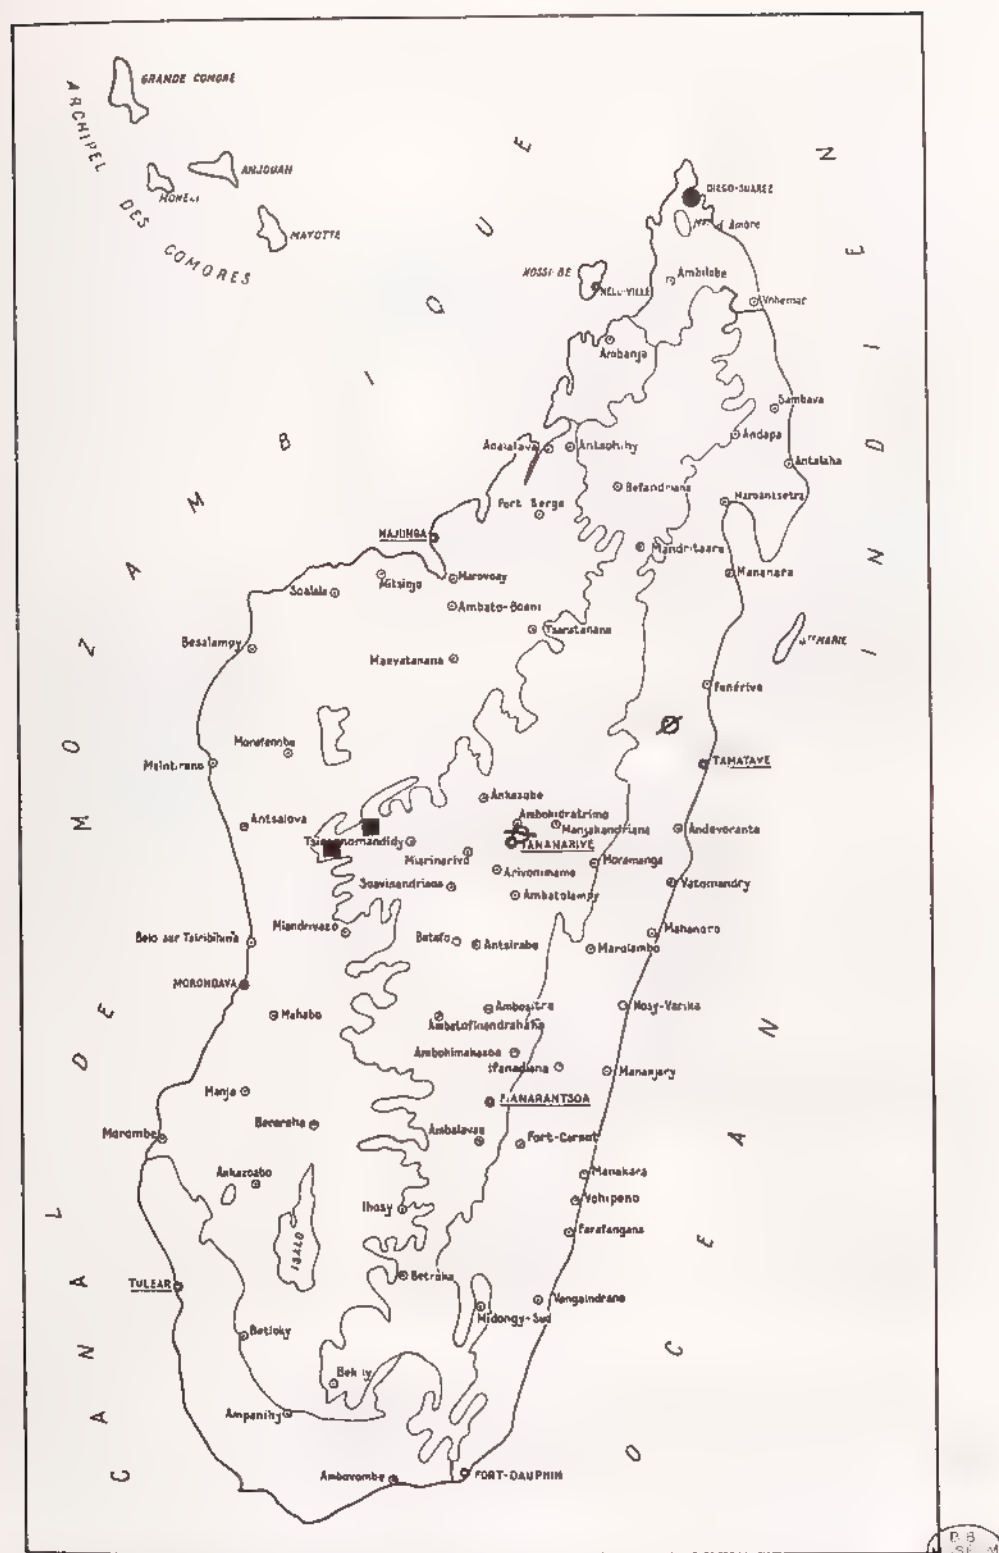 GRANDE COMORE
ARCHIPEL DES COMORES
ANJOUAN
MOHELI
MAYOTTE
CANAL DE MOZAMBIQUE
OCEAN INDIEN
DIEGO-SUAREZ
Ambre
NOSSI-BE
HELL-VILLE
Ambilobe
Vohemar
Ambanja
Sambava
Andapa
Antalaha
Analalava
Antsohihy
Befandriana
Maroantsetra
Port Berge
MAJUNGA
Mandritsara
Mananara
Mitsinjo
Marovoay
Soalala
Ambato-Boeni
Tsaratanana
Ste MARIE
Besalampy
Maevatanana
Fenérive
Morafenobe
Maintirano
TAMATAVE
Ankazobe
Antsalova
Ambohidratrimo
Manjakandriana
Andevorante
Tsiroanomandidy
TANANARIVE
Miarinarivo
Moramanga
Arivonimamo
Soavinandriana
Ambatolampy
Vatomandry
Miandrivazo
Belo sur Tsiribihina
Betafo
Antsirabe
Mahanoro
Marolambo
MORONDAVA
Mahabo
Ambositra
Nosy-Varika
Ambatofinandrahana
Ambohimahasoa
Ifanadiana
Mananjary
Manja
FIANARANTSOA
Beroroha
Morombe
Ambalavao
Fort-Carnot
Ankazoabo
Manakara
Vohipeno
Ihosy
Farafangana
ISALO
Betroka
TULEAR
Vangaindrano
Midongy-Sud
Betioky
Bekily
Ampanihy
Ambovombe
FORT-DAUPHIN